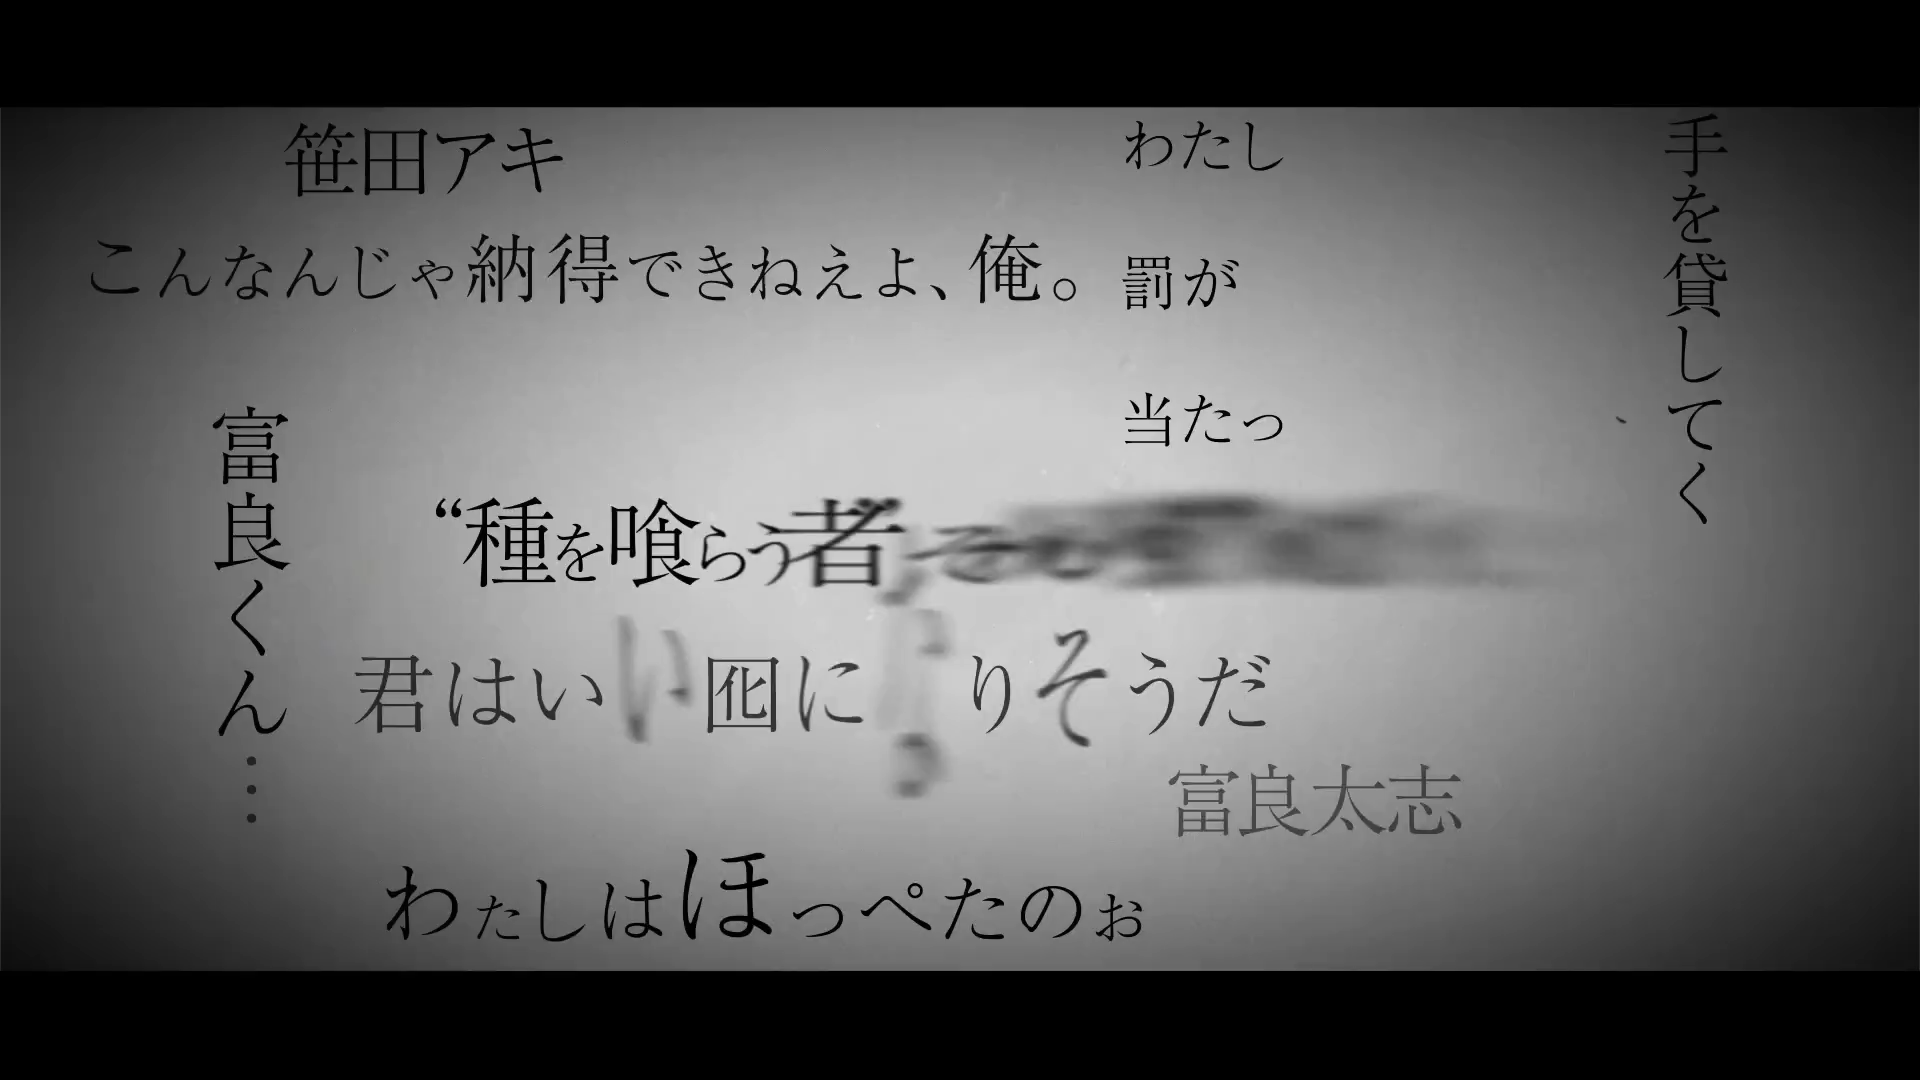 笹田アキ
こんなんじゃ納得できねえよ、俺。
わたし
罰が
当たっ
手を貸してく
富良くん…
“種を喰らう者
君はいい囮になりそうだ
富良太志
わたしはほっぺたのぉ